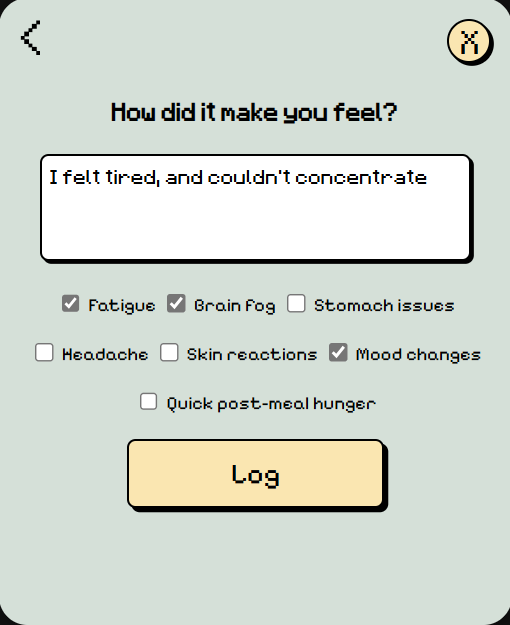 X
How did it make you feel?
I felt tired, and couldn't concentrate
Fatigue Brain Fog Stomach issues
Headache Skin reactions Mood changes
Quick post-meal hunger
Log